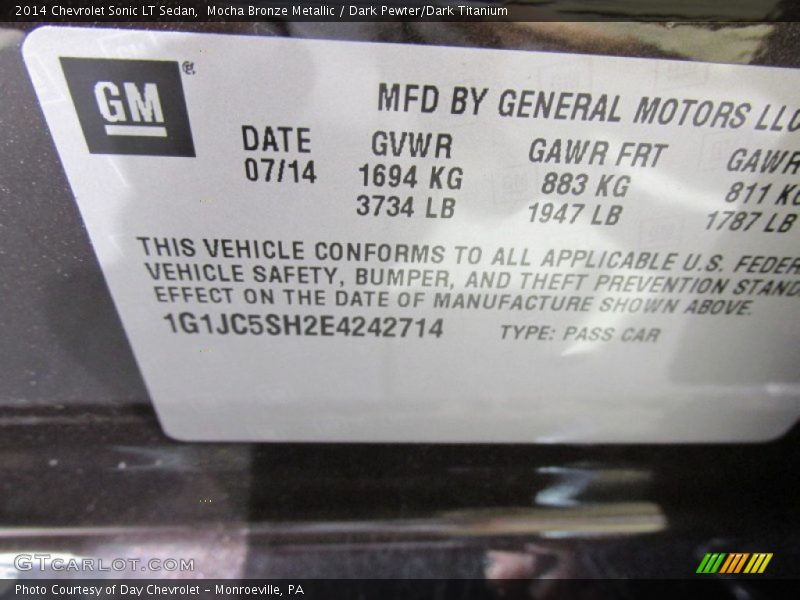 2014 Chevrolet Sonic LT Sedan, Mocha Bronze Metallic / Dark Pewter/Dark Titanium
GM ®
MFD BY GENERAL MOTORS LLC
DATE GVWR GAWR FRT GAWR
07/14 1694 KG 883 KG 811 KG
3734 LB 1947 LB 1787 LB
THIS VEHICLE CONFORMS TO ALL APPLICABLE U.S. FEDER
VEHICLE SAFETY, BUMPER, AND THEFT PREVENTION STAND
EFFECT ON THE DATE OF MANUFACTURE SHOWN ABOVE.
1G1JC5SH2E4242714 TYPE: PASS CAR
GTCARLOT.COM
Photo Courtesy of Day Chevrolet - Monroeville, PA